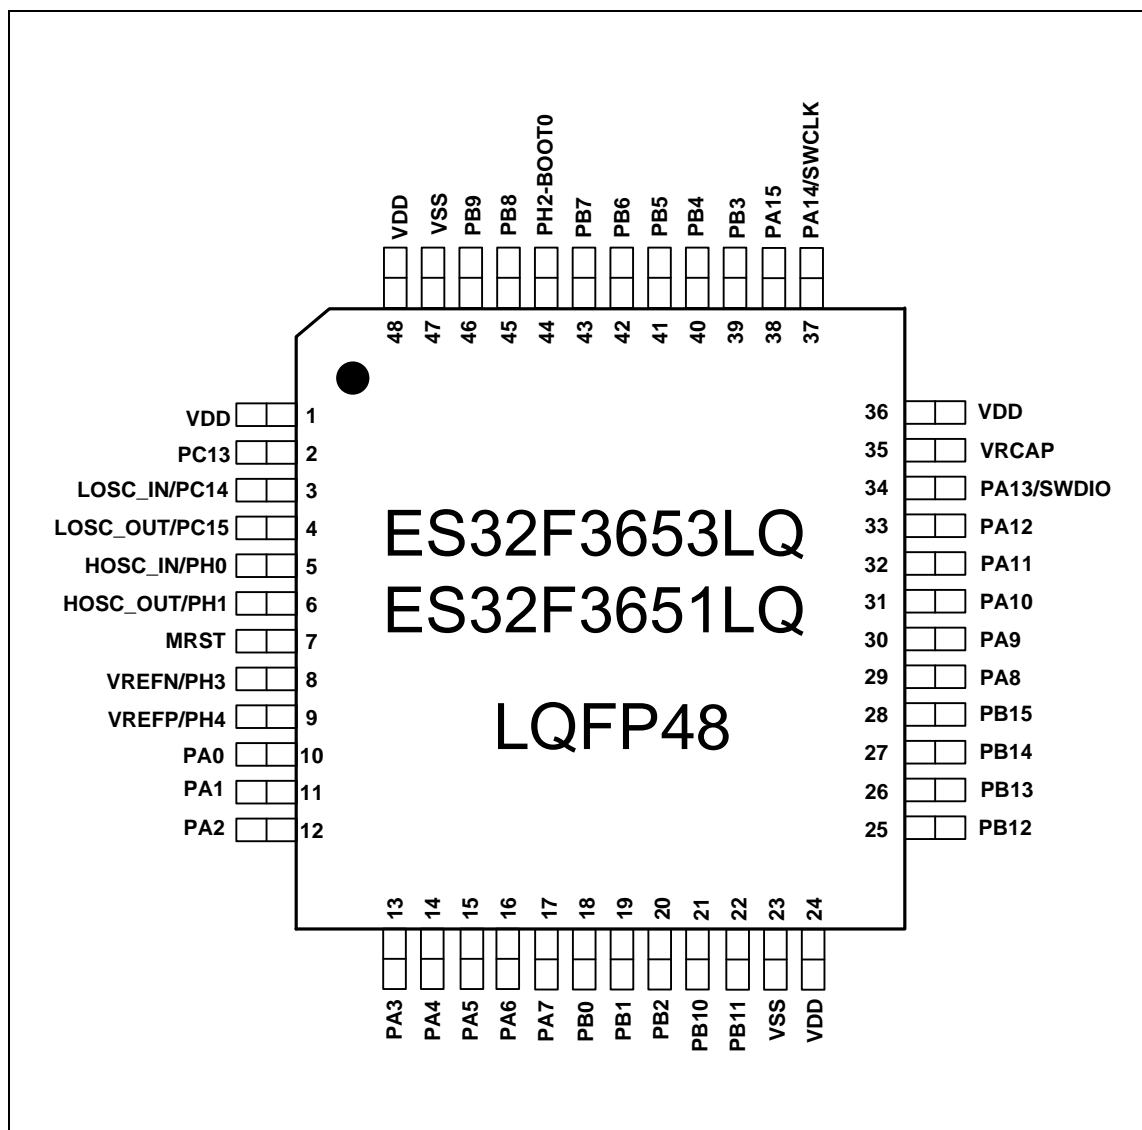 VDD
VSS
PB9
PB8
PH2-BOOT0
PB7
PB6
PB5
PB4
PB3
PA15
PA14/SWCLK
48
47
46
45
44
43
42
41
40
39
38
37
VDD 1
PC13 2
LOSC_IN/PC14 3
LOSC_OUT/PC15 4
HOSC_IN/PH0 5
HOSC_OUT/PH1 6
MRST 7
VREFN/PH3 8
VREFP/PH4 9
PA0 10
PA1 11
PA2 12
ES32F3653LQ
ES32F3651LQ
LQFP48
36 VDD
35 VRCAP
34 PA13/SWDIO
33 PA12
32 PA11
31 PA10
30 PA9
29 PA8
28 PB15
27 PB14
26 PB13
25 PB12
13
14
15
16
17
18
19
20
21
22
23
24
PA3
PA4
PA5
PA6
PA7
PB0
PB1
PB2
PB10
PB11
VSS
VDD